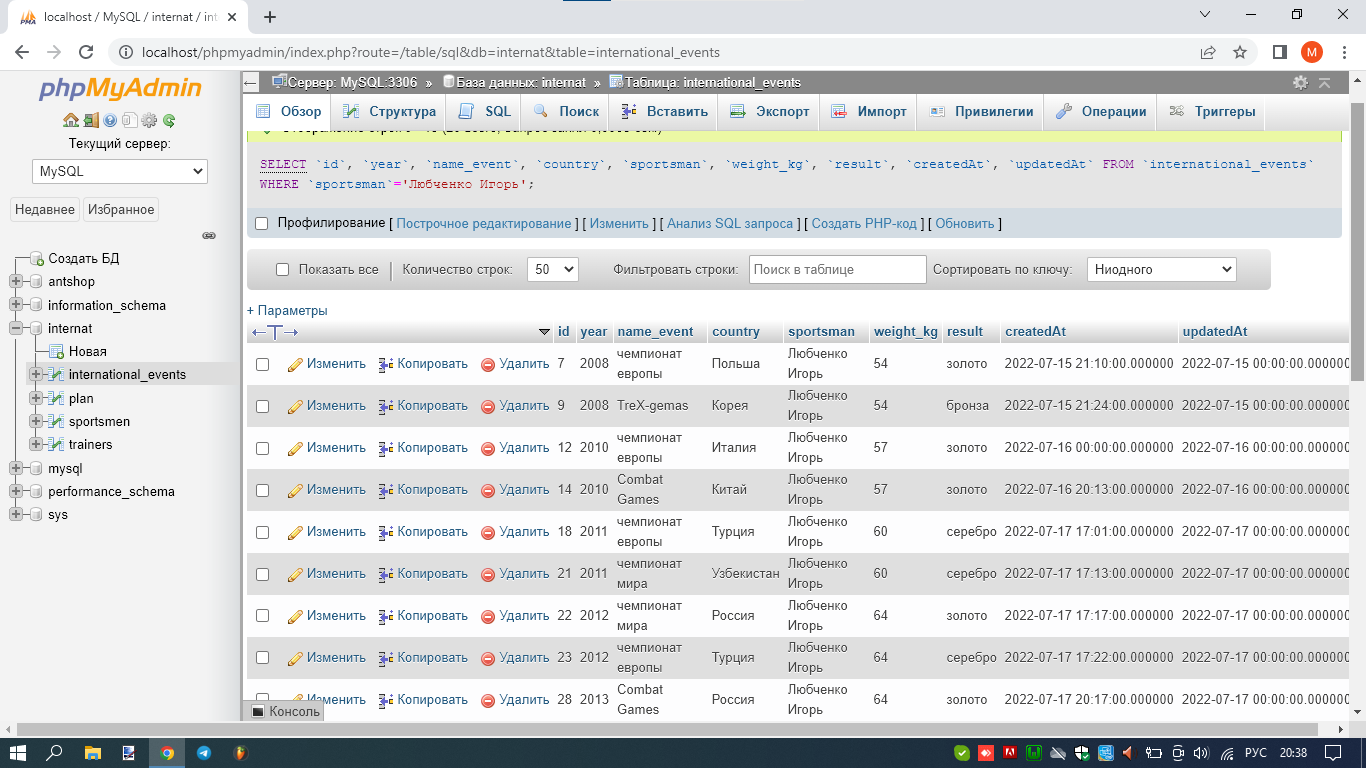 localhost / MySQL / internat / int
localhost/phpmyadmin/index.php?route=/table/sql&db=internat&table=international_events
M
phpMyAdmin
Текущий сервер:
MySQL
Недавнее Избранное
Создать БД
antshop
information_schema
internat
Новая
international_events
plan
sportsmen
trainers
mysql
performance_schema
sys
Сервер: MySQL:3306 » База данных: internat » Таблица: international_events
Обзор Структура SQL Поиск Вставить Экспорт Импорт Привилегии Операции Триггеры
SELECT `id`, `year`, `name_event`, `country`, `sportsman`, `weight_kg`, `result`, `createdAt`, `updatedAt` FROM `international_events`
WHERE `sportsman`='Любченко Игорь';
Профилирование [ Построчное редактирование ] [ Изменить ] [ Анализ SQL запроса ] [ Создать PHP-код ] [ Обновить ]
Показать все Количество строк: 50 Фильтровать строки: Поиск в таблице Сортировать по ключу: Ниодного
+ Параметры
←T→ id year name_event country sportsman weight_kg result createdAt updatedAt
Изменить Копировать Удалить 7 2008 чемпионат европы Польша Любченко Игорь 54 золото 2022-07-15 21:10:00.000000 2022-07-15 00:00:00.000000
Изменить Копировать Удалить 9 2008 TreX-gemas Корея Любченко Игорь 54 бронза 2022-07-15 21:24:00.000000 2022-07-15 00:00:00.000000
Изменить Копировать Удалить 12 2010 чемпионат европы Италия Любченко Игорь 57 золото 2022-07-16 00:00:00.000000 2022-07-16 00:00:00.000000
Изменить Копировать Удалить 14 2010 Combat Games Китай Любченко Игорь 57 золото 2022-07-16 20:13:00.000000 2022-07-16 00:00:00.000000
Изменить Копировать Удалить 18 2011 чемпионат европы Турция Любченко Игорь 60 серебро 2022-07-17 17:01:00.000000 2022-07-17 00:00:00.000000
Изменить Копировать Удалить 21 2011 чемпионат мира Узбекистан Любченко Игорь 60 серебро 2022-07-17 17:13:00.000000 2022-07-17 00:00:00.000000
Изменить Копировать Удалить 22 2012 чемпионат мира Россия Любченко Игорь 64 золото 2022-07-17 17:17:00.000000 2022-07-17 00:00:00.000000
Изменить Копировать Удалить 23 2012 чемпионат европы Турция Любченко Игорь 64 серебро 2022-07-17 17:22:00.000000 2022-07-17 00:00:00.000000
Изменить Копировать Удалить 28 2013 Combat Games Россия Любченко Игорь 64 золото 2022-07-17 20:17:00.000000 2022-07-17 00:00:00.000000
Консоль
РУС 20:38